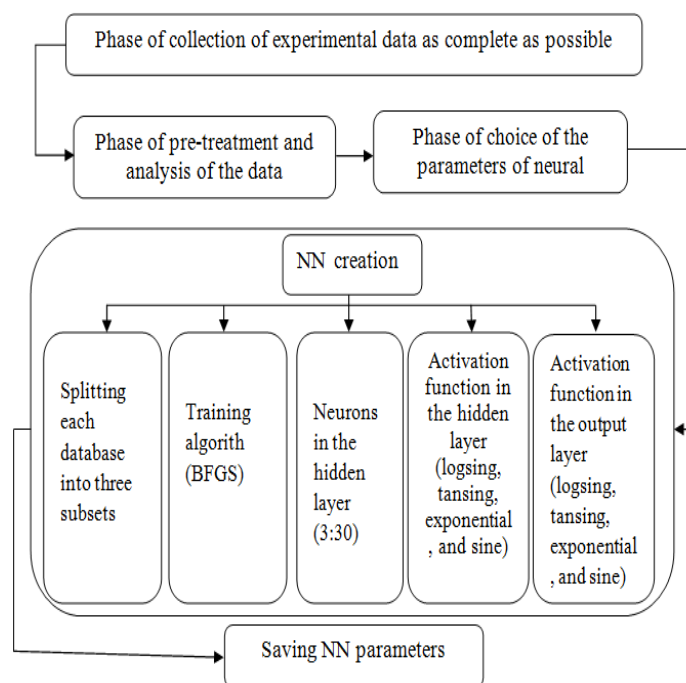 Phase of collection of experimental data as complete as possible
Phase of pre-treatment and
analysis of the data
Phase of choice of the
parameters of neural
NN creation
Splitting
each
database
into three
subsets
Training
algorith
(BFGS)
Neurons
in the
hidden
layer
(3:30)
Activation
function in
the hidden
layer
(logsing,
tansing,
exponential
, and sine)
Activation
function in
the output
layer
(logsing,
tansing,
exponential
, and sine)
Saving NN parameters